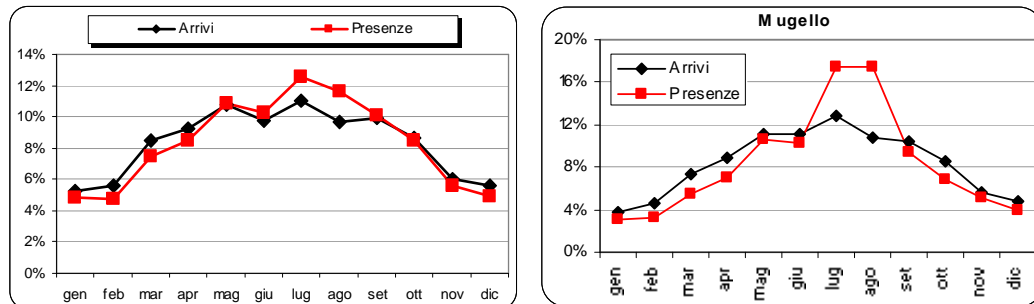 Arrivi Presenze
14%
12%
10%
8%
6%
4%
2%
0%
gen feb mar apr mag giu lug ago set ott nov dic
Mugello
20%
16%
12%
8%
4%
0%
Arrivi
Presenze
gen feb mar apr mag giu lug ago set ott nov dic